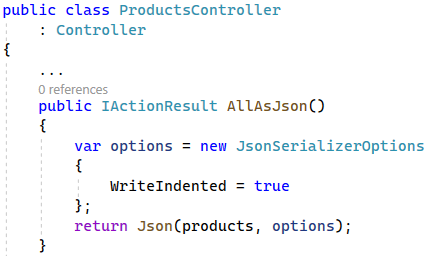 public class ProductsController
: Controller
{
...
0 references
public IActionResult AllAsJson()
{
var options = new JsonSerializerOptions
{
WriteIndented = true
};
return Json(products, options);
}